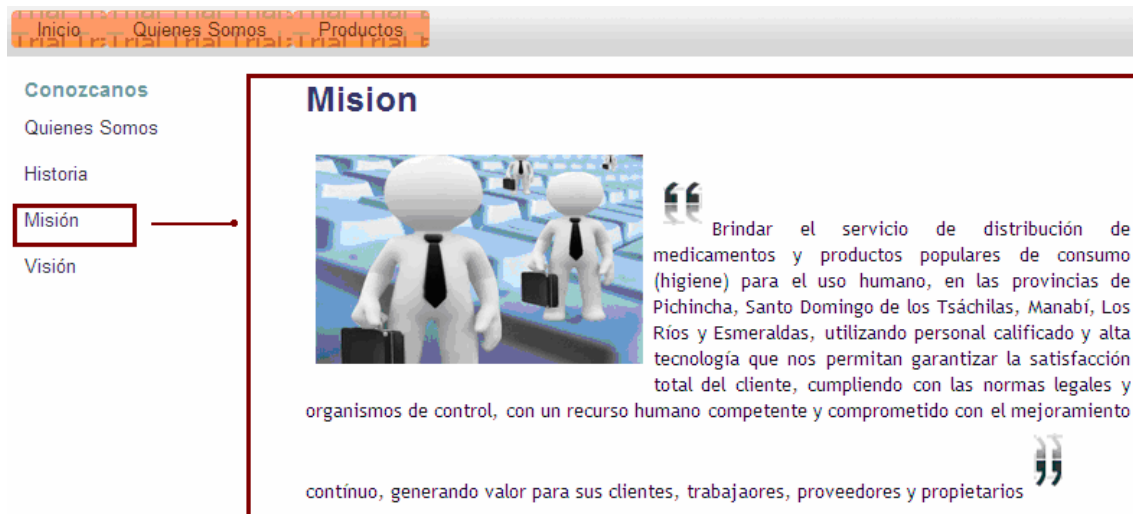 Inicio Quienes Somos Productos
Conozcanos
Quienes Somos
Historia
Misión
Visión
Mision
“ Brindar el servicio de distribución de
medicamentos y productos populares de consumo
(higiene) para el uso humano, en las provincias de
Pichincha, Santo Domingo de los Tsáchilas, Manabí, Los
Ríos y Esmeraldas, utilizando personal calificado y alta
tecnología que nos permitan garantizar la satisfacción
total del cliente, cumpliendo con las normas legales y
organismos de control, con un recurso humano competente y comprometido con el mejoramiento
contínuo, generando valor para sus clientes, trabajaores, proveedores y propietarios ”